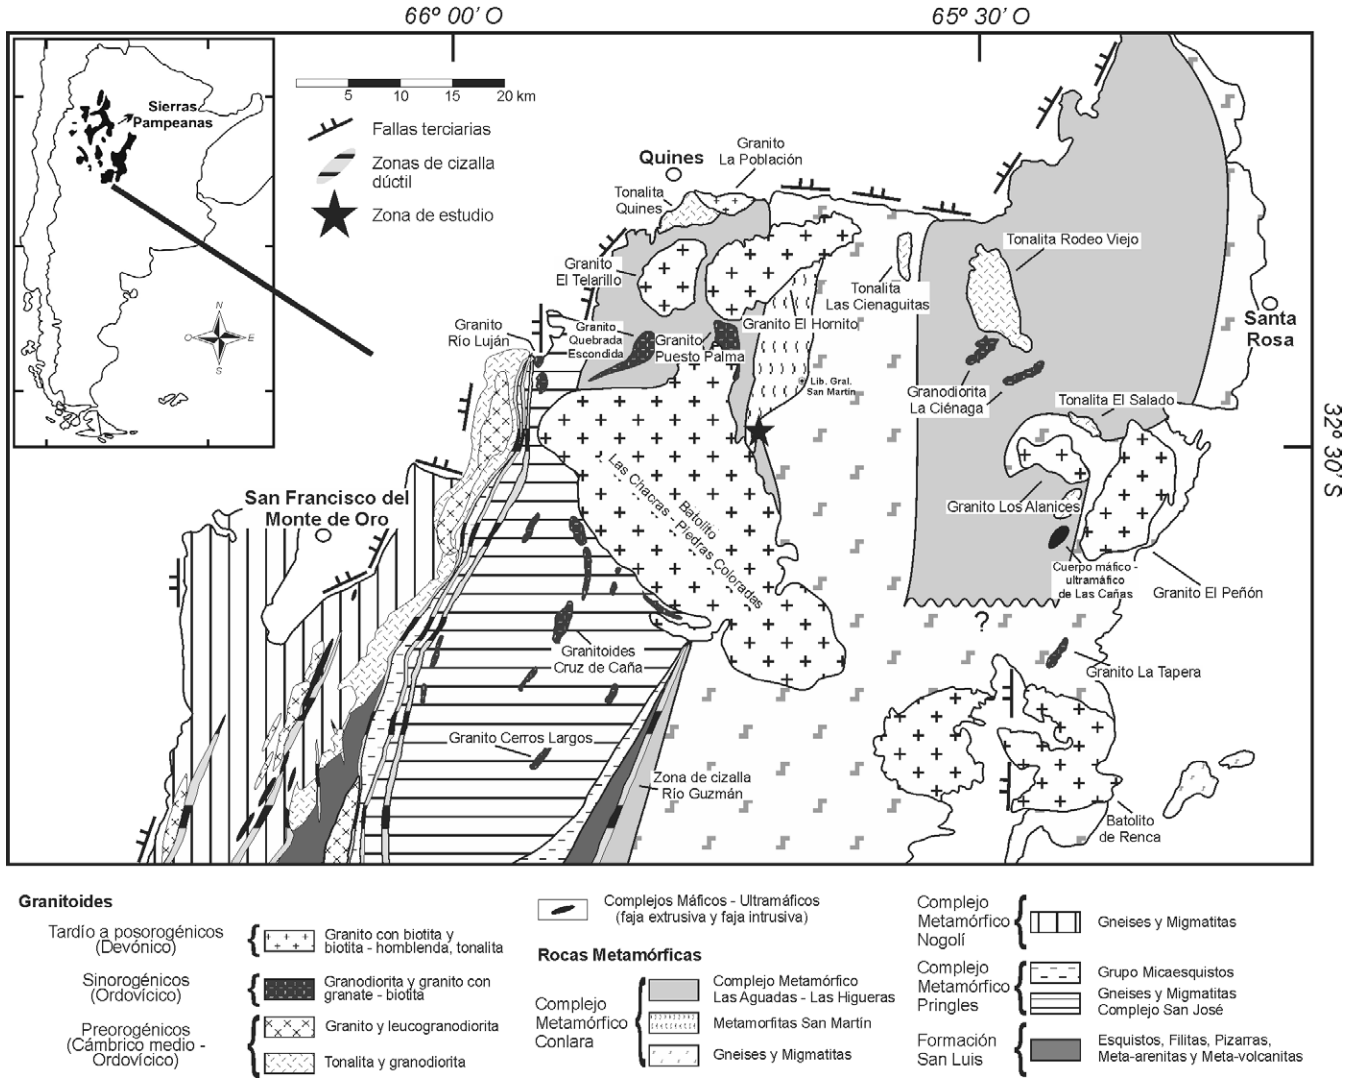 66º 00' O
65º 30' O
Sierras
Pampeanas
N
O
E
S
5 10 15 20 km
Fallas terciarias
Zonas de cizalla
dúctil
Zona de estudio
Quines
Granito
La Población
Tonalita
Quines
Granito
El Telarillo
Tonalita Rodeo Viejo
Tonalita
Las Cienaguitas
Santa
Rosa
Granito
Río Luján
Granito
Quebrada
Escondida
Granito
Puesto Palma
Granito El Hornito
Lib. Gral.
San Martín
Granodiorita
La Ciénaga
Tonalita El Salado
32º 30' S
San Francisco del
Monte de Oro
Batolito
Las Chacras - Piedras Coloradas
Granito Los Alanices
Cuerpo máfico -
ultramáfico
de Las Cañas
Granito El Peñón
?
Granitoides
Cruz de Caña
Granito La Tapera
Granito Cerros Largos
Zona de cizalla
Río Guzmán
Batolito
de Renca
Granitoides
Tardío a posorogénicos
(Devónico)
Granito con biotita y
biotita - homblenda, tonalita
Sinorogénicos
(Ordovícico)
Granodiorita y granito con
granate - biotita
Preorogénicos
(Cámbrico medio -
Ordovícico)
Granito y leucogranodiorita
Tonalita y granodiorita
Complejos Máficos - Ultramáficos
(faja extrusiva y faja intrusiva)
Rocas Metamórficas
Complejo
Metamórfico
Conlara
Complejo Metamórfico
Las Aguadas - Las Higueras
Metamorfitas San Martín
Gneises y Migmatitas
Complejo
Metamórfico
Nogolí
Gneises y Migmatitas
Complejo
Metamórfico
Pringles
Grupo Micaesquistos
Gneises y Migmatitas
Complejo San José
Formación
San Luis
Esquistos, Filitas, Pizarras,
Meta-arenitas y Meta-volcanitas